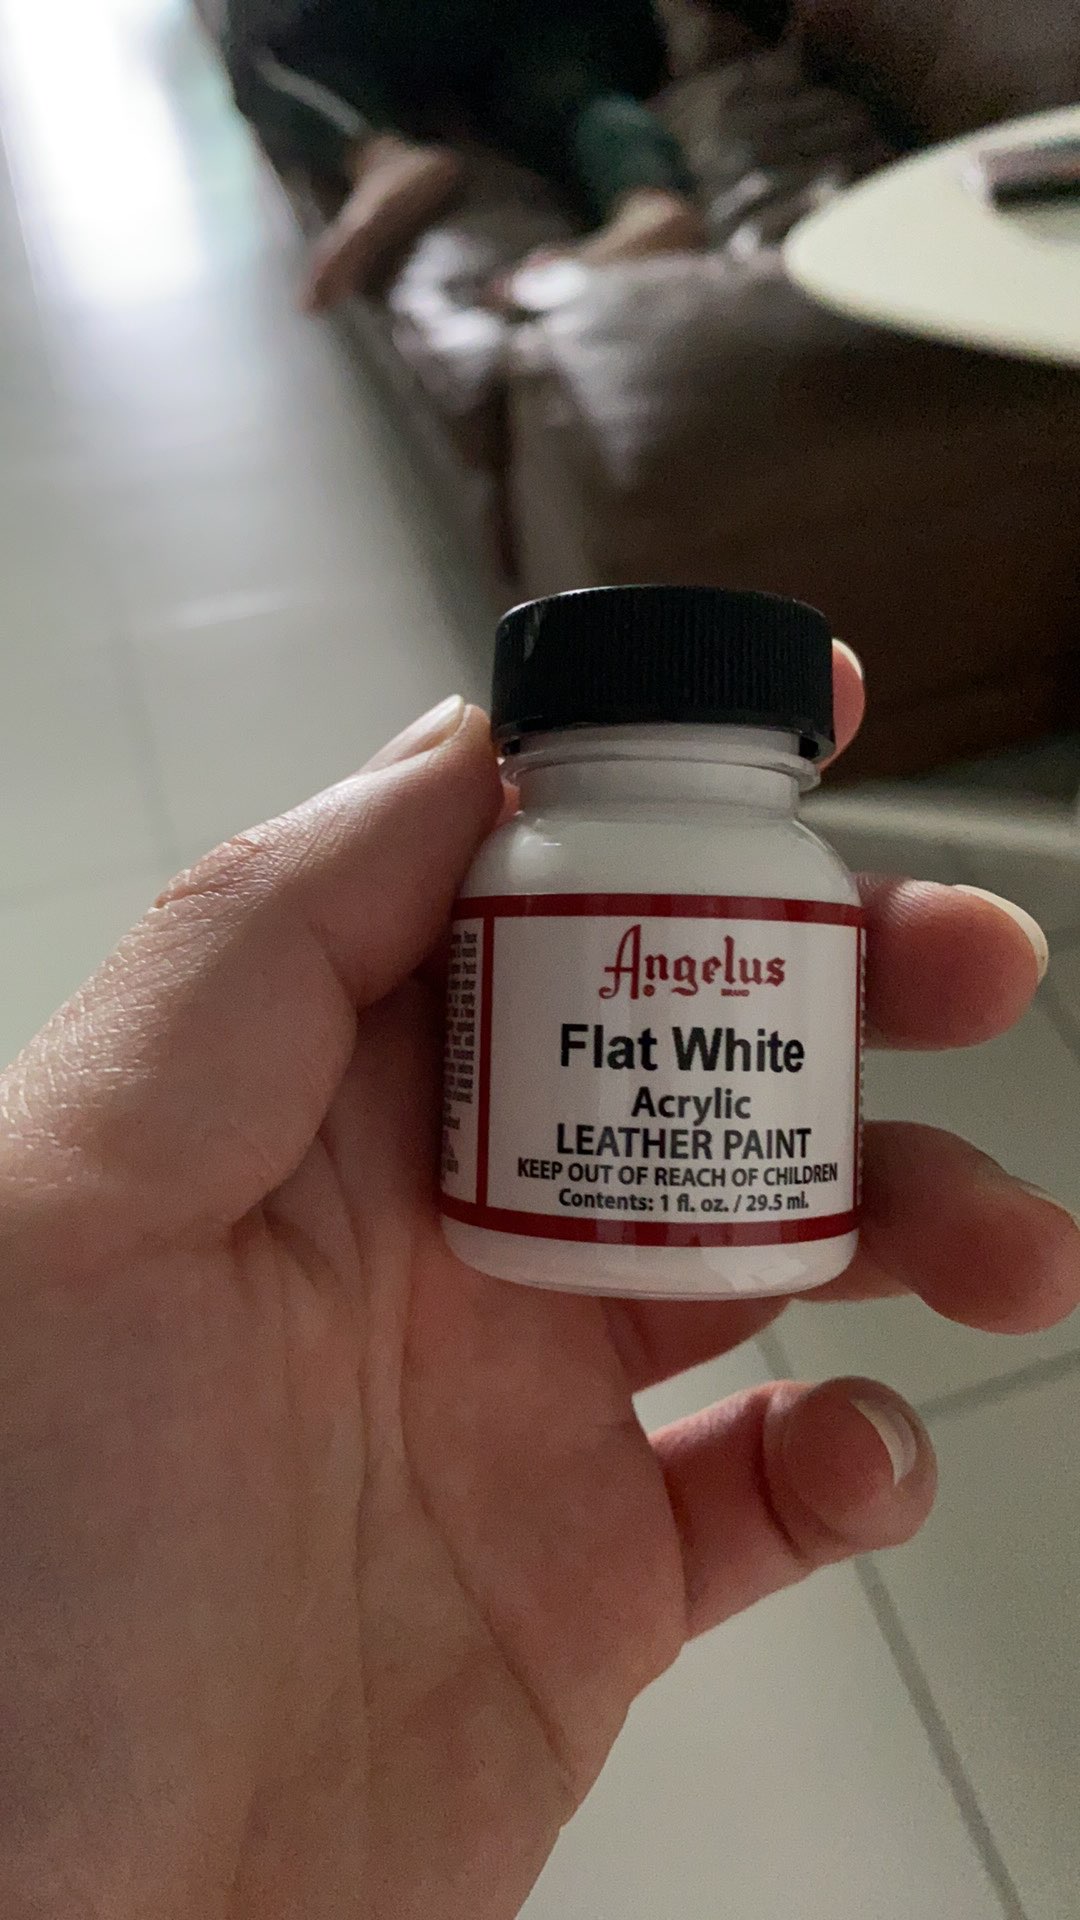 Angelus
BRAND
Flat White
Acrylic
LEATHER PAINT
KEEP OUT OF REACH OF CHILDREN
Contents: 1 fl. oz. / 29.5 ml.